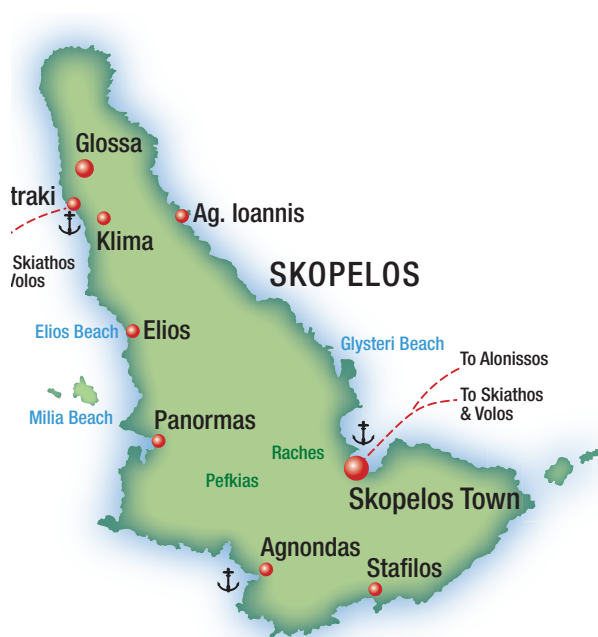 Glossa
traki
Ag. Ioannis
Klima
Skiathos
Volos
SKOPELOS
Elios Beach
Elios
Glysteri Beach
To Alonissos
To Skiathos
& Volos
Milia Beach
Panormas
Raches
Pefkias
Skopelos Town
Agnondas
Stafilos